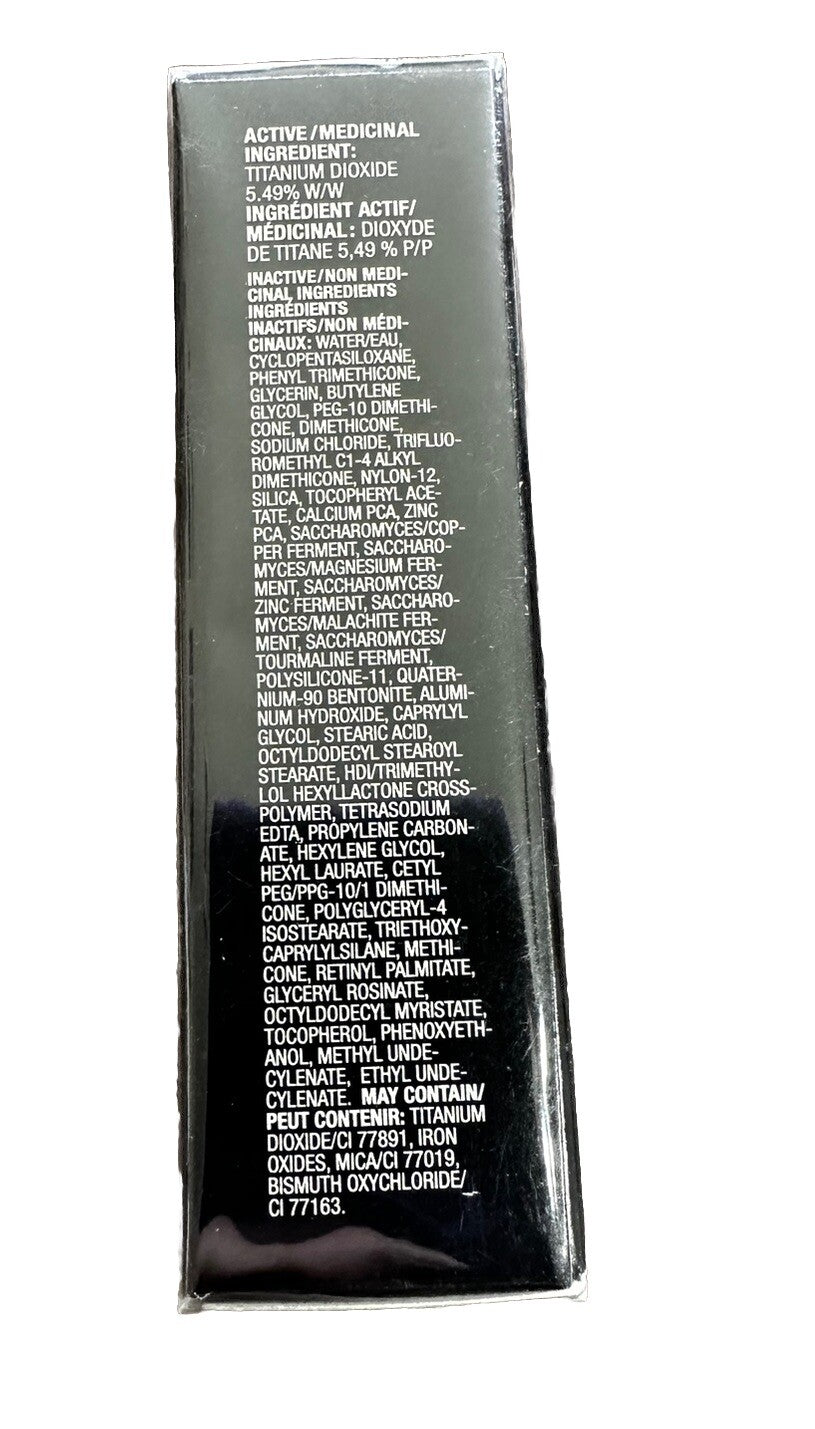 ACTIVE/MEDICINAL
INGREDIENT:
TITANIUM DIOXIDE
5.49% W/W
INGRÉDIENT ACTIF/
MÉDICINAL: DIOXYDE
DE TITANE 5,49 % P/P
INACTIVE/NON MEDI-
CINAL INGREDIENTS
INGRÉDIENTS
INACTIFS/NON MÉDI-
CINAUX: WATER/EAU,
CYCLOPENTASILOXANE,
PHENYL TRIMETHICONE,
GLYCERIN, BUTYLENE
GLYCOL, PEG-10 DIMETHI-
CONE, DIMETHICONE,
SODIUM CHLORIDE, TRIFLUO-
ROMETHYL C1-4 ALKYL
DIMETHICONE, NYLON-12,
SILICA, TOCOPHERYL ACE-
TATE, CALCIUM PCA, ZINC
PCA, SACCHAROMYCES/COP-
PER FERMENT, SACCHARO-
MYCES/MAGNESIUM FER-
MENT, SACCHAROMYCES/
ZINC FERMENT, SACCHARO-
MYCES/MALACHITE FER-
MENT, SACCHAROMYCES/
TOURMALINE FERMENT,
POLYSILICONE-11, QUATER-
NIUM-90 BENTONITE, ALUMI-
NUM HYDROXIDE, CAPRYLYL
GLYCOL, STEARIC ACID,
OCTYLDODECYL STEAROYL
STEARATE, HDI/TRIMETHY-
LOL HEXYLLACTONE CROSS-
POLYMER, TETRASODIUM
EDTA, PROPYLENE CARBON-
ATE, HEXYLENE GLYCOL,
HEXYL LAURATE, CETYL
PEG/PPG-10/1 DIMETHI-
CONE, POLYGLYCERYL-4
ISOSTEARATE, TRIETHOXY-
CAPRYLYLSILANE, METHI-
CONE, RETINYL PALMITATE,
GLYCERYL ROSINATE,
OCTYLDODECYL MYRISTATE,
TOCOPHEROL, PHENOXYETH-
ANOL, METHYL UNDE-
CYLENATE, ETHYL UNDE-
CYLENATE. MAY CONTAIN/
PEUT CONTENIR: TITANIUM
DIOXIDE/CI 77891, IRON
OXIDES, MICA/CI 77019,
BISMUTH OXYCHLORIDE/
CI 77163.